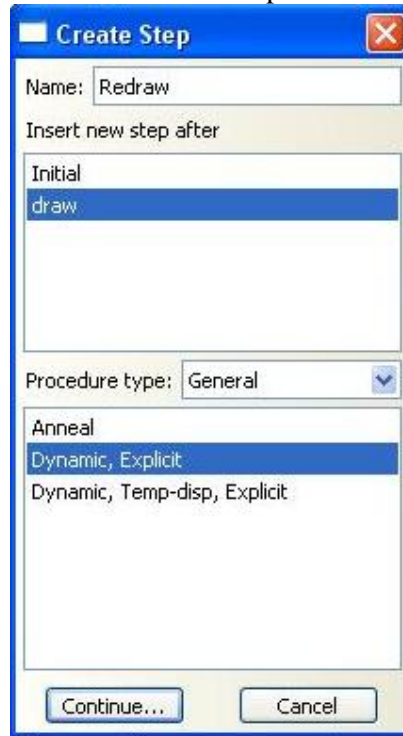 Create Step
Name: Redraw
Insert new step after
Initial
draw
Procedure type: General
Anneal
Dynamic, Explicit
Dynamic, Temp-disp, Explicit
Continue... Cancel